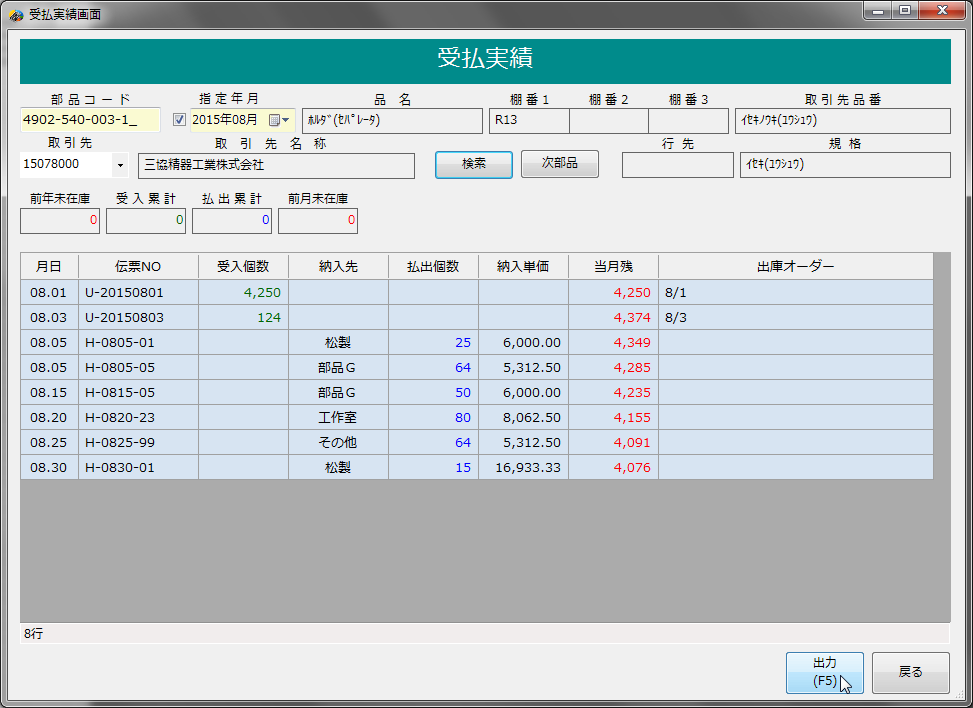 受払実績画面
受払実績
部品コード 指定年月 品 名 棚番1 棚番2 棚番3 取引先品番
4902-540-003-1_ 2015年08月 ﾎﾙﾀﾞ(ｾﾊﾟﾚｰﾀ) R13 ｲｾｷﾉｳｷ(ﾕｳｼｭｳ)
取引先 取 引 先 名 称 行先 規 格
15078000 三協精器工業株式会社 検索 次部品 ｲｾｷ(ﾕｳｼｭｳ)
前年末在庫 受入累計 払出累計 前月末在庫
0 0 0 0
月日 伝票NO 受入個数 納入先 払出個数 納入単価 当月残 出庫オーダー
08.01 U-20150801 4,250 4,250 8/1
08.03 U-20150803 124 4,374 8/3
08.05 H-0805-01 松製 25 6,000.00 4,349
08.05 H-0805-05 部品G 64 5,312.50 4,285
08.15 H-0815-05 部品G 50 6,000.00 4,235
08.20 H-0820-23 工作室 80 8,062.50 4,155
08.25 H-0825-99 その他 64 5,312.50 4,091
08.30 H-0830-01 松製 15 16,933.33 4,076
8行
出力
(F5) 戻る